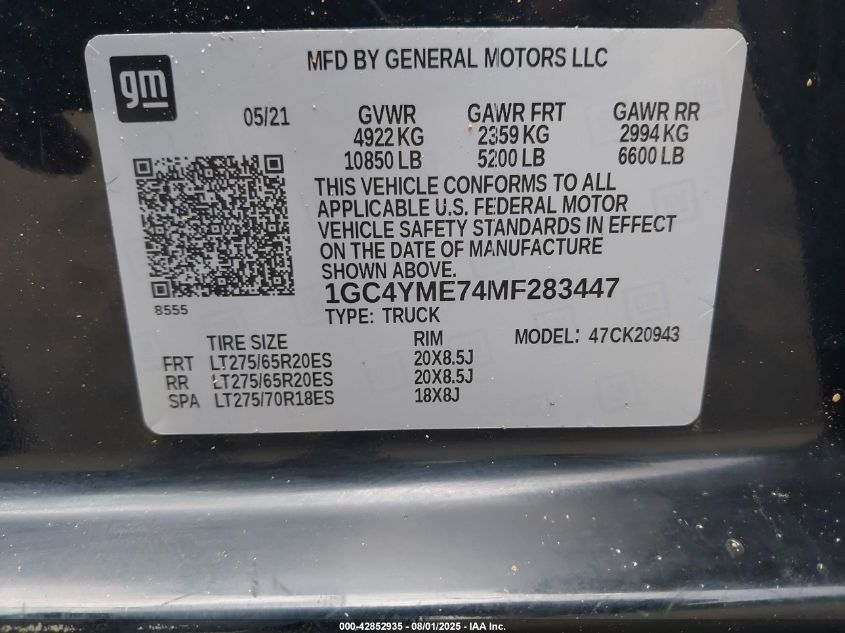 gm
MFD BY GENERAL MOTORS LLC
05/21 GVWR GAWR FRT GAWR RR
4922 KG 2359 KG 2994 KG
10850 LB 5200 LB 6600 LB
THIS VEHICLE CONFORMS TO ALL
APPLICABLE U.S. FEDERAL MOTOR
VEHICLE SAFETY STANDARDS IN EFFECT
ON THE DATE OF MANUFACTURE
SHOWN ABOVE.
8555
1GC4YME74MF283447
TYPE: TRUCK
TIRE SIZE RIM MODEL: 47CK20943
FRT LT275/65R20ES 20X8.5J
RR LT275/65R20ES 20X8.5J
SPA LT275/70R18ES 18X8J
000-42852935 - 08/01/2025 - IAA Inc.